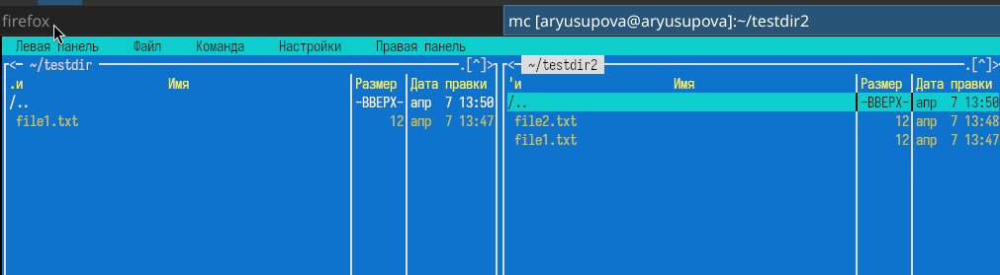 firefox
mc [aryusupova@aryusupova]:~/testdir2
Левая панель Файл Команда Настройки Правая панель
<- ~/testdir .[^]>
.и Имя Размер Дата правки
/.. -ВВЕРХ- апр 7 13:50
file1.txt 12 апр 7 13:47
<- ~/testdir2 .[^]>
'и Имя Размер Дата правки
/.. -ВВЕРХ- апр 7 13:50
file2.txt 12 апр 7 13:48
file1.txt 12 апр 7 13:47